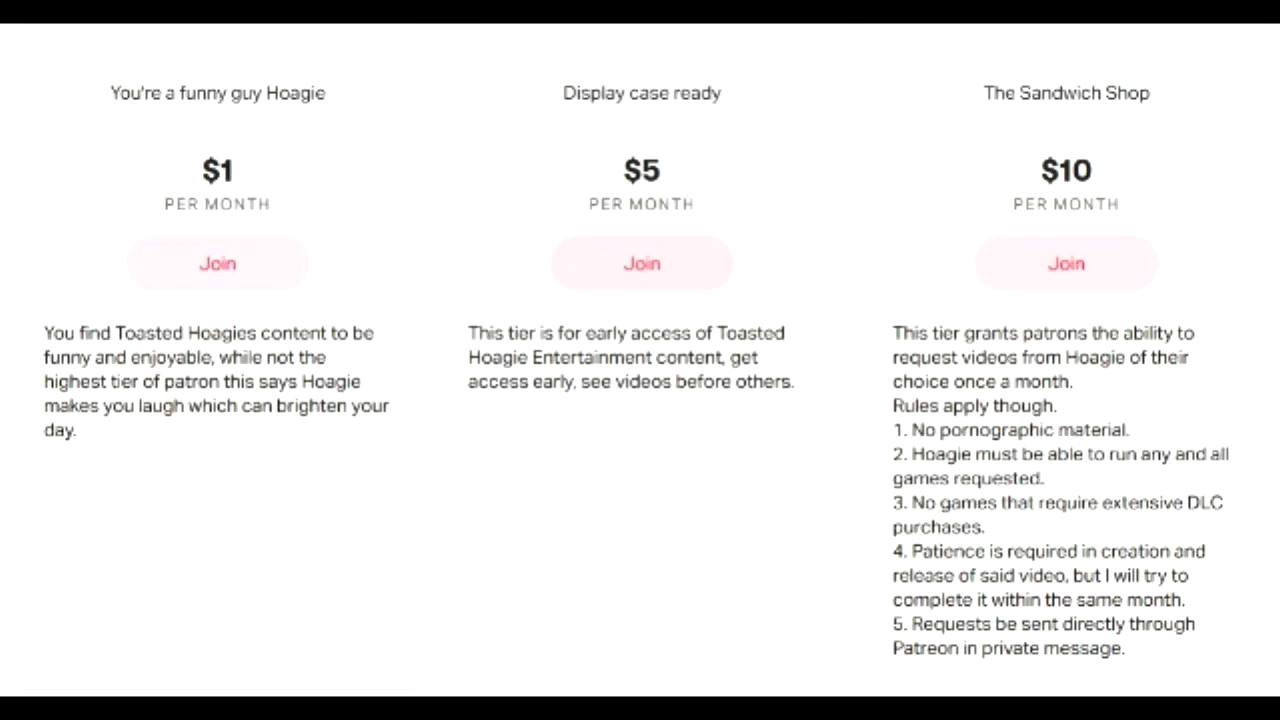 You're a funny guy Hoagie
$1
PER MONTH
Join
You find Toasted Hoagies content to be
funny and enjoyable, while not the
highest tier of patron this says Hoagie
makes you laugh which can brighten your
day.
Display case ready
$5
PER MONTH
Join
This tier is for early access of Toasted
Hoagie Entertainment content, get
access early, see videos before others.
The Sandwich Shop
$10
PER MONTH
Join
This tier grants patrons the ability to
request videos from Hoagie of their
choice once a month.
Rules apply though.
1. No pornographic material.
2. Hoagie must be able to run any and all
games requested.
3. No games that require extensive DLC
purchases.
4. Patience is required in creation and
release of said video, but I will try to
complete it within the same month.
5. Requests be sent directly through
Patreon in private message.